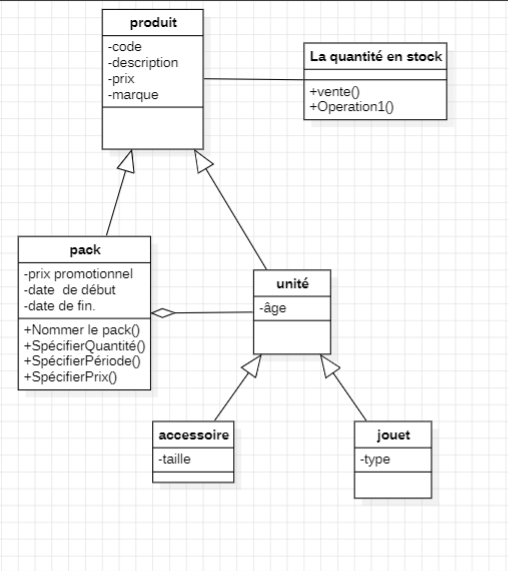 produit
-code
-description
-prix
-marque
La quantité en stock
+vente()
+Operation1()
pack
-prix promotionnel
-date  de début
-date de fin.
+Nommer le pack()
+SpécifierQuantité()
+SpécifierPériode()
+SpécifierPrix()
unité
-âge
accessoire
-taille
jouet
-type